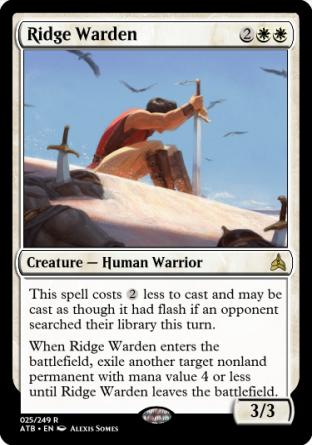 Ridge Warden 2
Creature — Human Warrior
This spell costs 2 less to cast and may be
cast as though it had flash if an opponent
searched their library this turn.
When Ridge Warden enters the
battlefield, exile another target nonland
permanent with mana value 4 or less
until Ridge Warden leaves the battlefield.
3/3
025/249 R
ATB • EN Alexis Somes